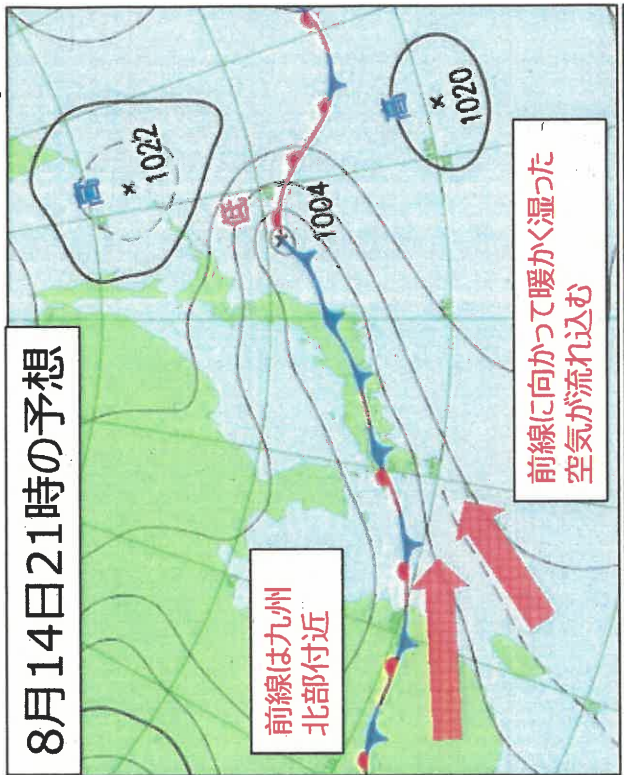 8月14日21時の予想
高
1022
高
1020
低
1004
前線は九州
北部付近
前線に向かって暖かく湿った
空気が流れ込む